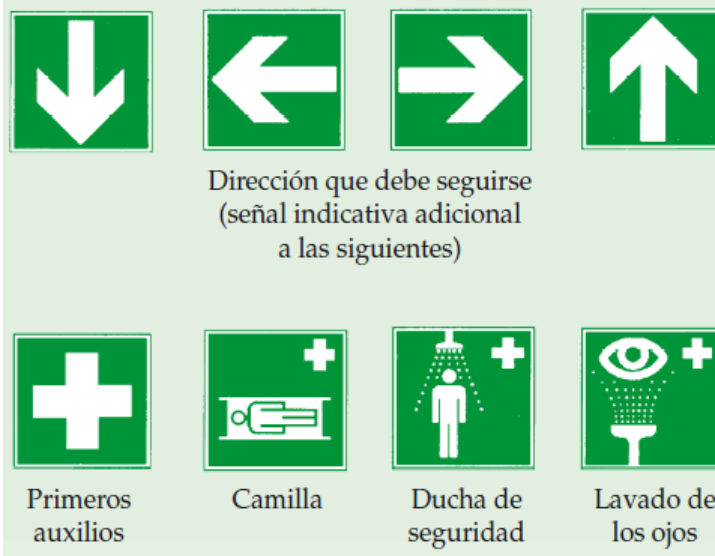 Dirección que debe seguirse
(señal indicativa adicional
a las siguientes)
Primeros
auxilios
Camilla
Ducha de
seguridad
Lavado de
los ojos